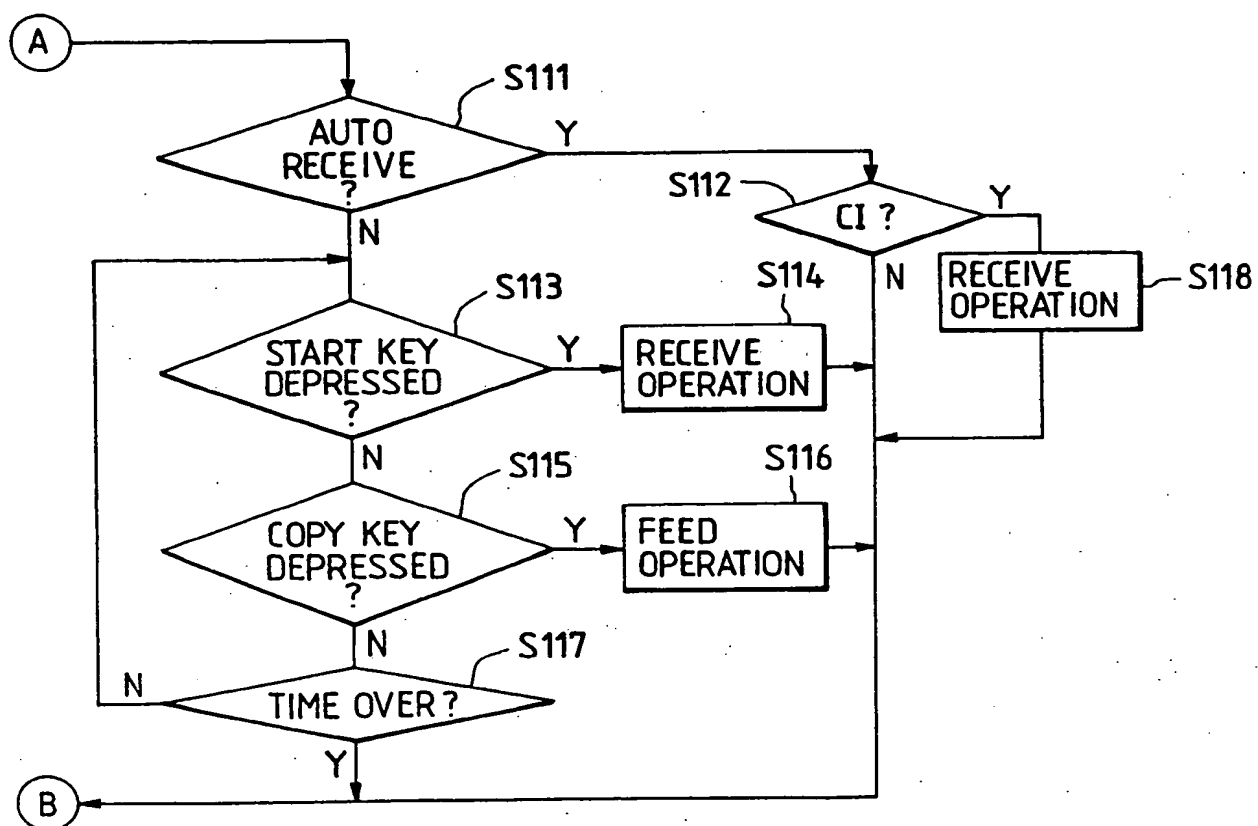 A
S111
AUTO
RECEIVE
?
Y
N
S112
CI ?
Y
N
RECEIVE
OPERATION
S118
S113
START KEY
DEPRESSED
?
Y
N
S114
RECEIVE
OPERATION
S115
COPY KEY
DEPRESSED
?
Y
N
S116
FEED
OPERATION
S117
TIME OVER ?
N
Y
B